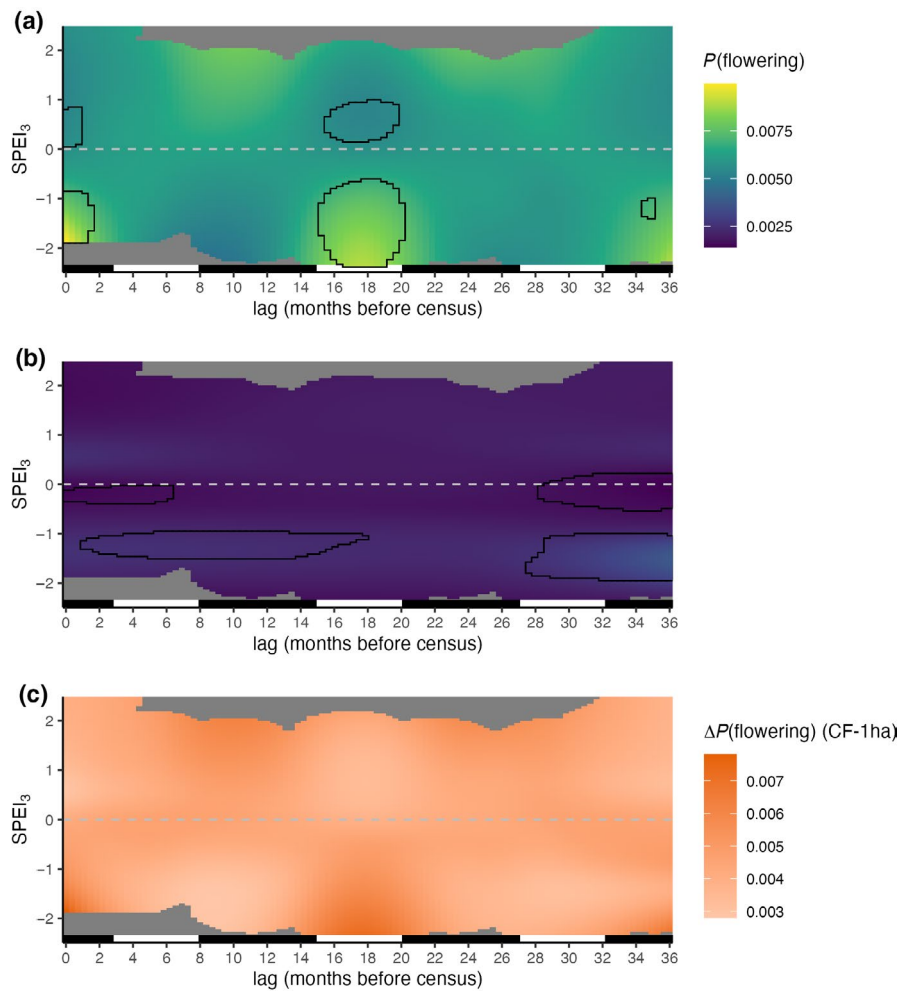 (a)
P(flowering)
0.0075
0.0050
0.0025
SPEI₃
2
1
0
−1
−2
0 2 4 6 8 10 12 14 16 18 20 22 24 26 28 30 32 34 36
lag (months before census)
(b)
SPEI₃
2
1
0
−1
−2
0 2 4 6 8 10 12 14 16 18 20 22 24 26 28 30 32 34 36
lag (months before census)
(c)
ΔP(flowering) (CF-1ha)
0.007
0.006
0.005
0.004
0.003
SPEI₃
2
1
0
−1
−2
0 2 4 6 8 10 12 14 16 18 20 22 24 26 28 30 32 34 36
lag (months before census)